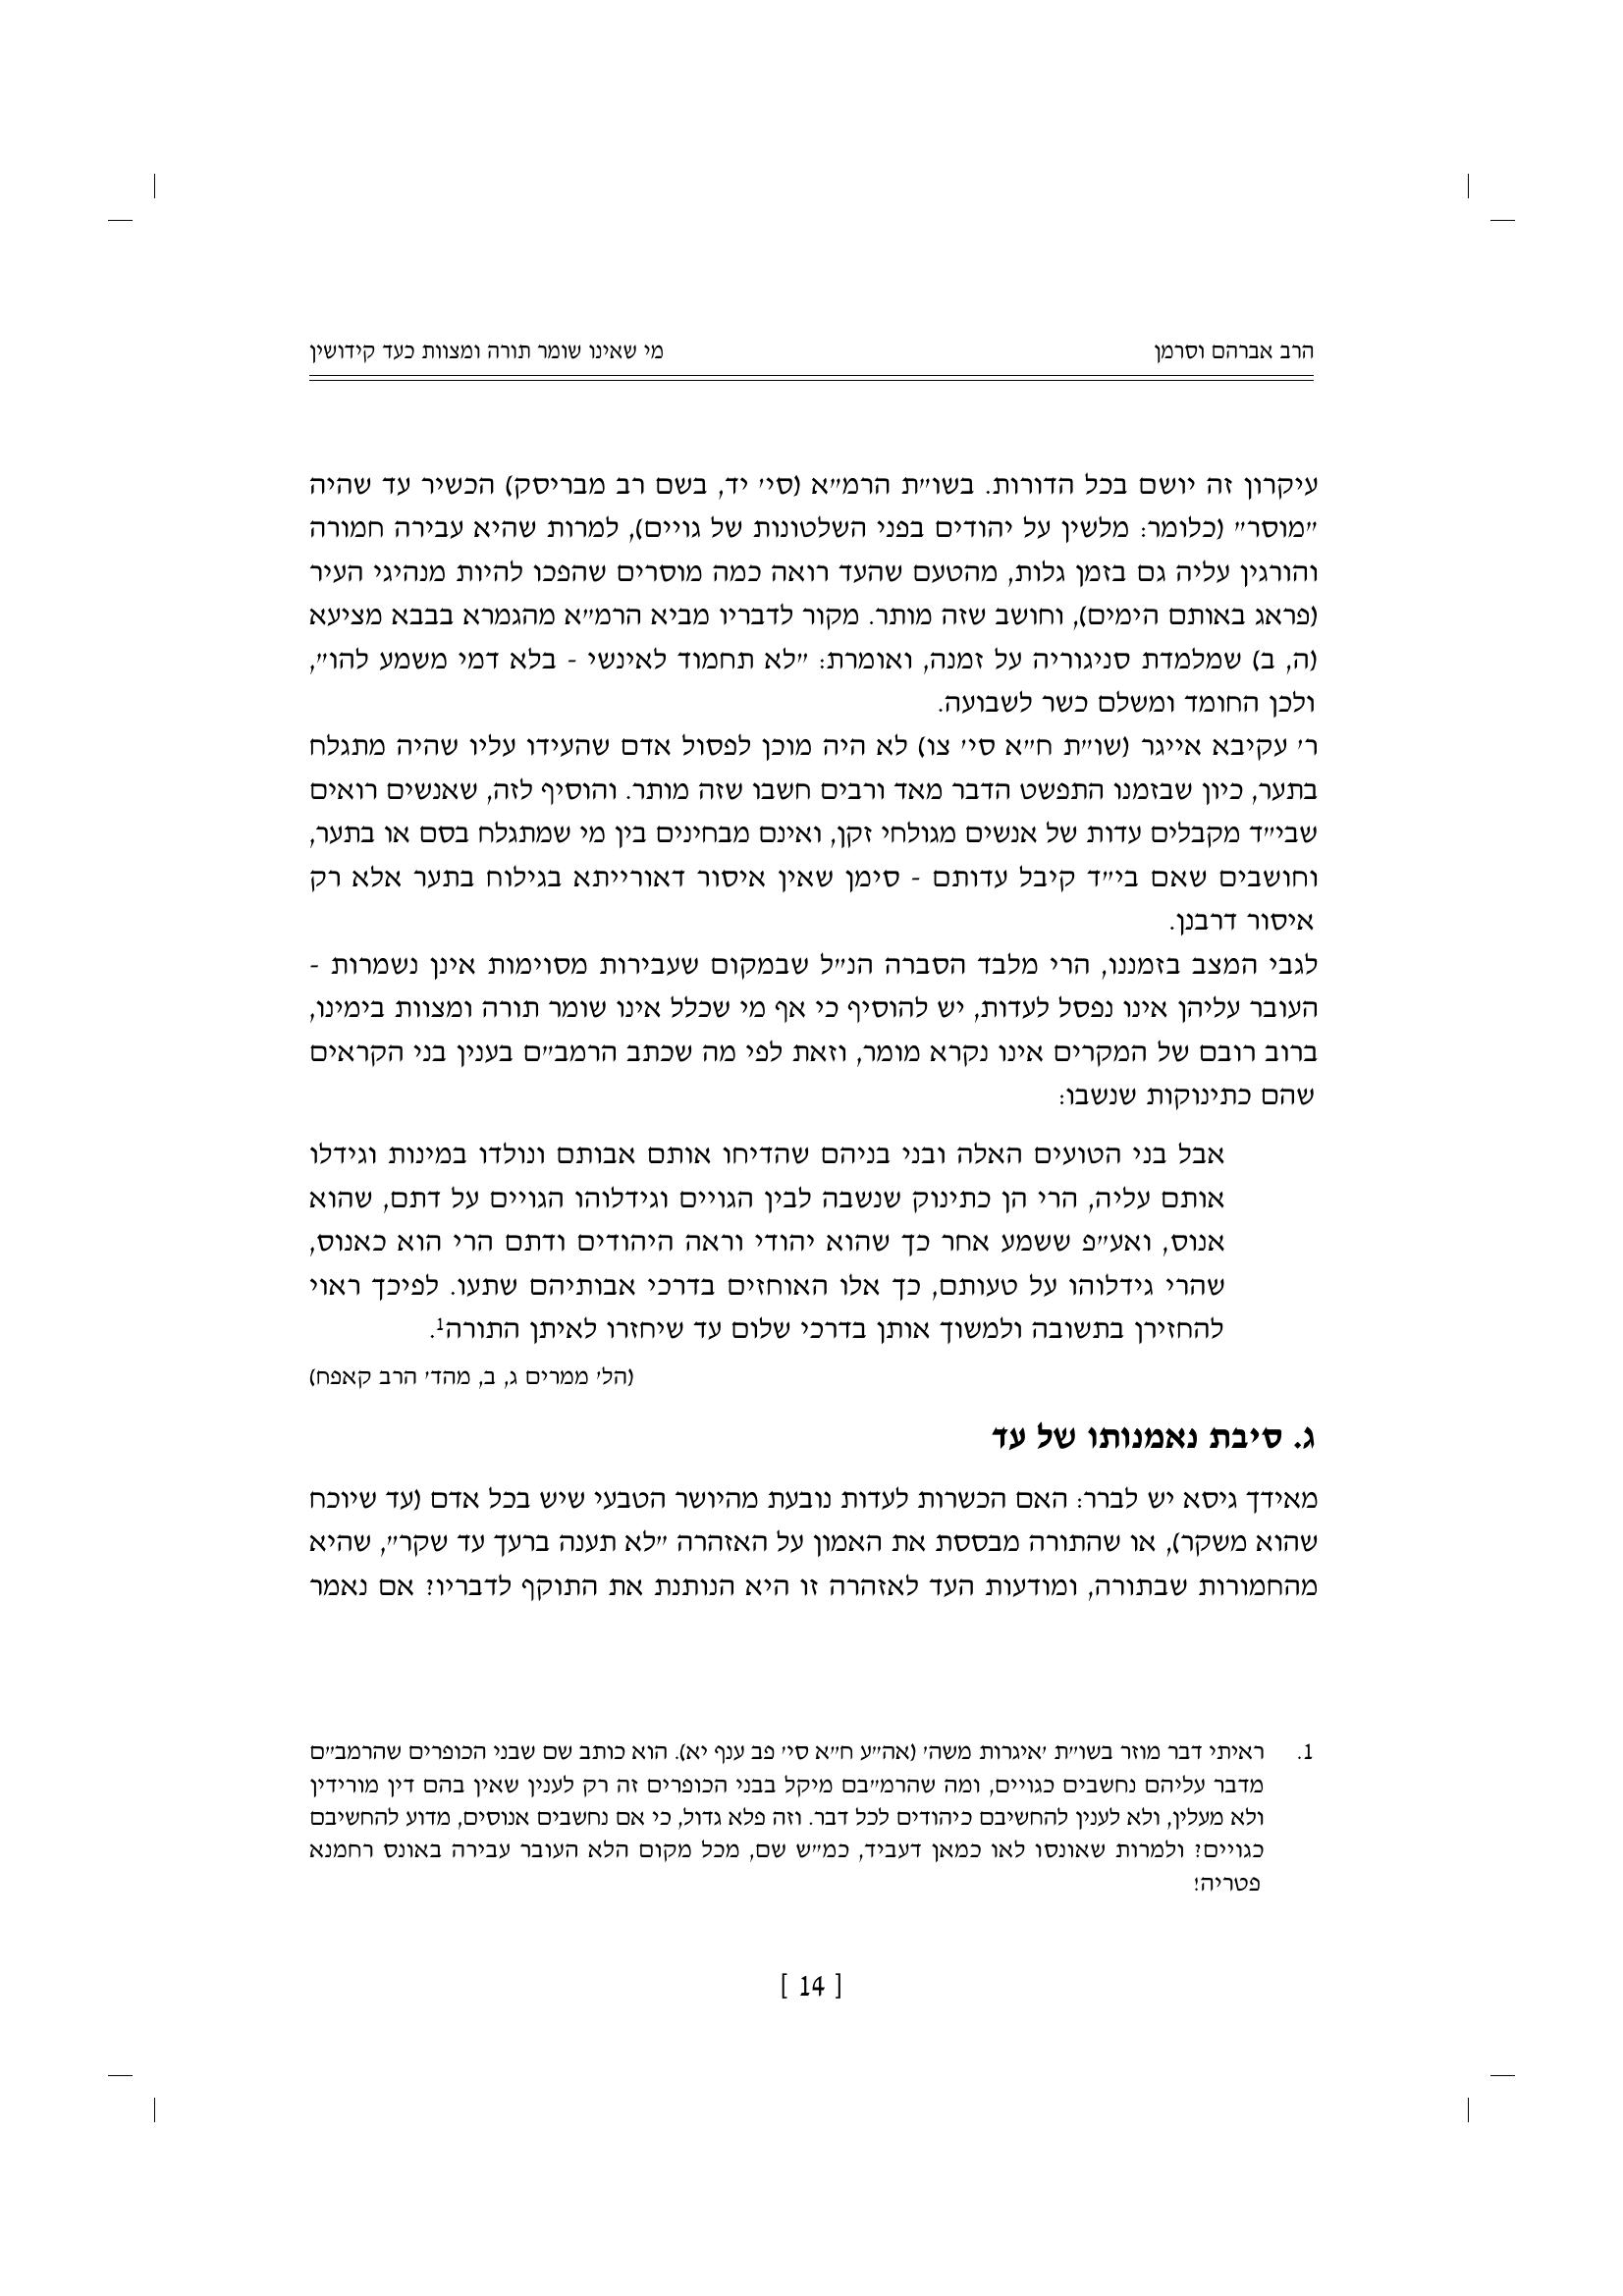 הרב אברהם וסרמן
מי שאינו שומר תורה ומצוות כעד קידושין
עיקרון זה יושם בכל הדורות. בשו״ת הרמ״א (סי׳ יד, בשם רב מבריסק) הכשיר עד שהיה
״מוסר״ (כלומר: מלשין על יהודים בפני השלטונות של גויים), למרות שהיא עבירה חמורה
והורגין עליה גם בזמן גלות, מהטעם שהעד רואה כמה מוסרים שהפכו להיות מנהיגי העיר
(פראג באותם הימים), וחושב שזה מותר. מקור לדבריו מביא הרמ״א מהגמרא בבבא מציעא
(ה, ב) שמלמדת סניגוריה על זמנה, ואומרת: ״לא תחמוד לאינשי - בלא דמי משמע להו״,
ולכן החומד ומשלם כשר לשבועה.
ר׳ עקיבא אייגר (שו״ת ח״א סי׳ צו) לא היה מוכן לפסול אדם שהעידו עליו שהיה מתגלח
בתער, כיון שבזמנו התפשט הדבר מאד ורבים חשבו שזה מותר. והוסיף לזה, שאנשים רואים
שבי״ד מקבלים עדות של אנשים מגולחי זקן, ואינם מבחינים בין מי שמתגלח בסם או בתער,
וחושבים שאם בי״ד קיבל עדותם - סימן שאין איסור דאורייתא בגילוח בתער אלא רק
איסור דרבנן.
לגבי המצב בזמננו, הרי מלבד הסברה הנ״ל שבמקום שעבירות מסוימות אינן נשמרות -
העובר עליהן אינו נפסל לעדות, יש להוסיף כי אף מי שכלל אינו שומר תורה ומצוות בימינו,
ברוב רובם של המקרים אינו נקרא מומר, וזאת לפי מה שכתב הרמב״ם בענין בני הקראים
שהם כתינוקות שנשבו:
אבל בני הטועים האלה ובני בניהם שהדיחו אותם אבותם ונולדו במינות וגידלו
אותם עליה, הרי הן כתינוק שנשבה לבין הגויים וגידלוהו הגויים על דתם, שהוא
אנוס, ואע״פ ששמע אחר כך שהוא יהודי וראה היהודים ודתם הרי הוא כאנוס,
שהרי גידלוהו על טעותם, כך אלו האוחזים בדרכי אבותיהם שתעו. לפיכך ראוי
להחזירן בתשובה ולמשוך אותן בדרכי שלום עד שיחזרו לאיתן התורה¹.
(הל׳ ממרים ג, ב, מהד׳ הרב קאפח)
ג. סיבת נאמנותו של עד
מאידך גיסא יש לברר: האם הכשרות לעדות נובעת מהיושר הטבעי שיש בכל אדם (עד שיוכח
שהוא משקר), או שהתורה מבססת את האמון על האזהרה ״לא תענה ברעך עד שקר״, שהיא
מהחמורות שבתורה, ומודעות העד לאזהרה זו היא הנותנת את התוקף לדבריו? אם נאמר
1. ראיתי דבר מוזר בשו״ת ׳איגרות משה׳ (אה״ע ח״א סי׳ פב ענף יא). הוא כותב שם שבני הכופרים שהרמב״ם
מדבר עליהם נחשבים כגויים, ומה שהרמ״בם מיקל בבני הכופרים זה רק לענין שאין בהם דין מורידין
ולא מעלין, ולא לענין להחשיבם כיהודים לכל דבר. וזה פלא גדול, כי אם נחשבים אנוסים, מדוע להחשיבם
כגויים? ולמרות שאונסו לאו כמאן דעביד, כמ״ש שם, מכל מקום הלא העובר עבירה באונס רחמנא
פטריה!
[ 14 ]